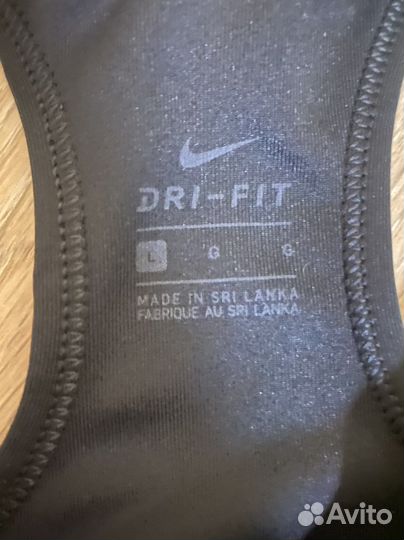 DRI-FIT
L G G
MADE IN SRI LANKA
FABRIQUE AU SRI LANKA
Avito